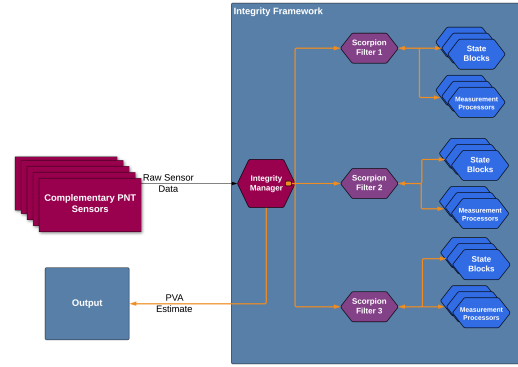 Integrity Framework
Scorpion
Filter 1
State
Blocks
Measurement
Processors
Complementary PNT
Sensors
Raw Sensor
Data
Integrity
Manager
Scorpion
Filter 2
State
Blocks
Measurement
Processors
Output
PVA
Estimate
Scorpion
Filter 3
State
Blocks
Measurement
Processors